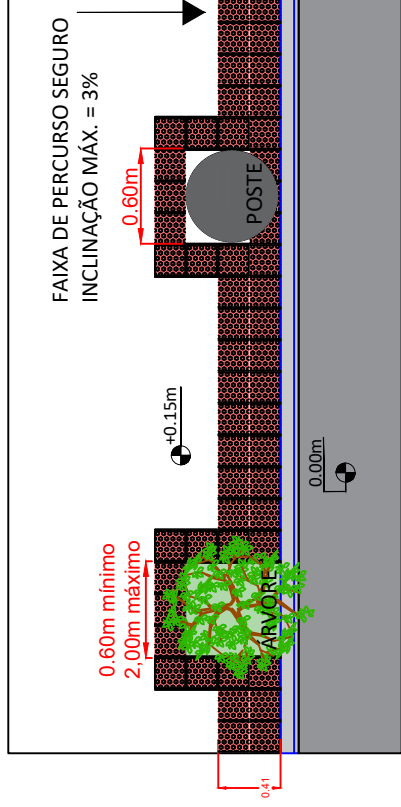 FAIXA DE PERCURSO SEGURO
INCLINAÇÃO MÁX. = 3%
0.60m
POSTE
+0.15m
0.60m mínimo
2,00m máximo
ÁRVORE
0.00m
0.41